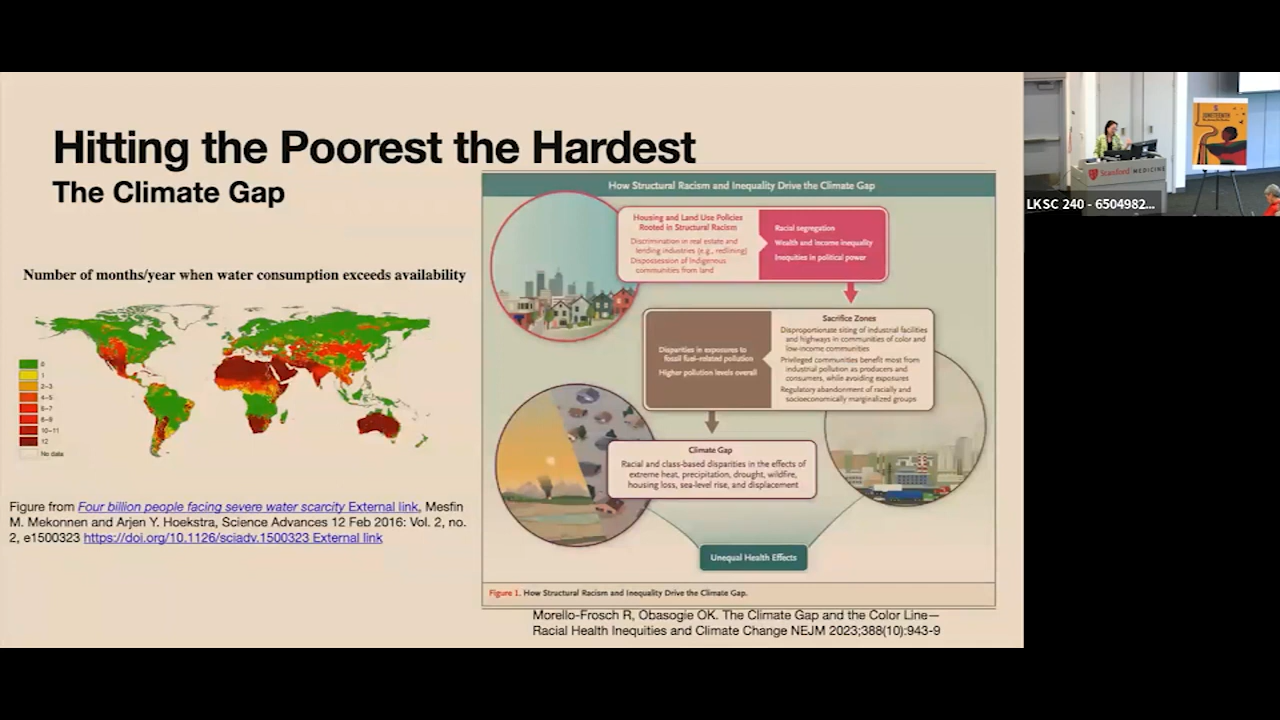 Hitting the Poorest the Hardest
The Climate Gap
Number of months/year when water consumption exceeds availability
0
1
2–3
4–5
6–7
8–9
10–11
12
No data
Figure from Four billion people facing severe water scarcity External link, Mesfin
M. Mekonnen and Arjen Y. Hoekstra, Science Advances 12 Feb 2016: Vol. 2, no.
2, e1500323 https://doi.org/10.1126/sciadv.1500323 External link
How Structural Racism and Inequality Drive the Climate Gap
Housing and Land Use Policies
Rooted in Structural Racism
Discrimination in real estate and
lending industries (e.g., redlining)
Dispossession of Indigenous
communities from land
Racial segregation
Wealth and income inequality
Inequities in political power
Disparities in exposures to
fossil fuel–related pollution
Higher pollution levels overall
Sacrifice Zones
Disproportionate siting of industrial facilities
and highways in communities of color and
low-income communities
Privileged communities benefit most from
industrial pollution as producers and
consumers, while avoiding exposures
Regulatory abandonment of racially and
socioeconomically marginalized groups
Climate Gap
Racial and class-based disparities in the effects of
extreme heat, precipitation, drought, wildfire,
housing loss, sea-level rise, and displacement
Unequal Health Effects
Figure 1. How Structural Racism and Inequality Drive the Climate Gap.
Morello-Frosch R, Obasogie OK. The Climate Gap and the Color Line—
Racial Health Inequities and Climate Change NEJM 2023;388(10):943-9
JUNETEENTH
Stanford MEDICINE
LKSC 240 - 6504982...